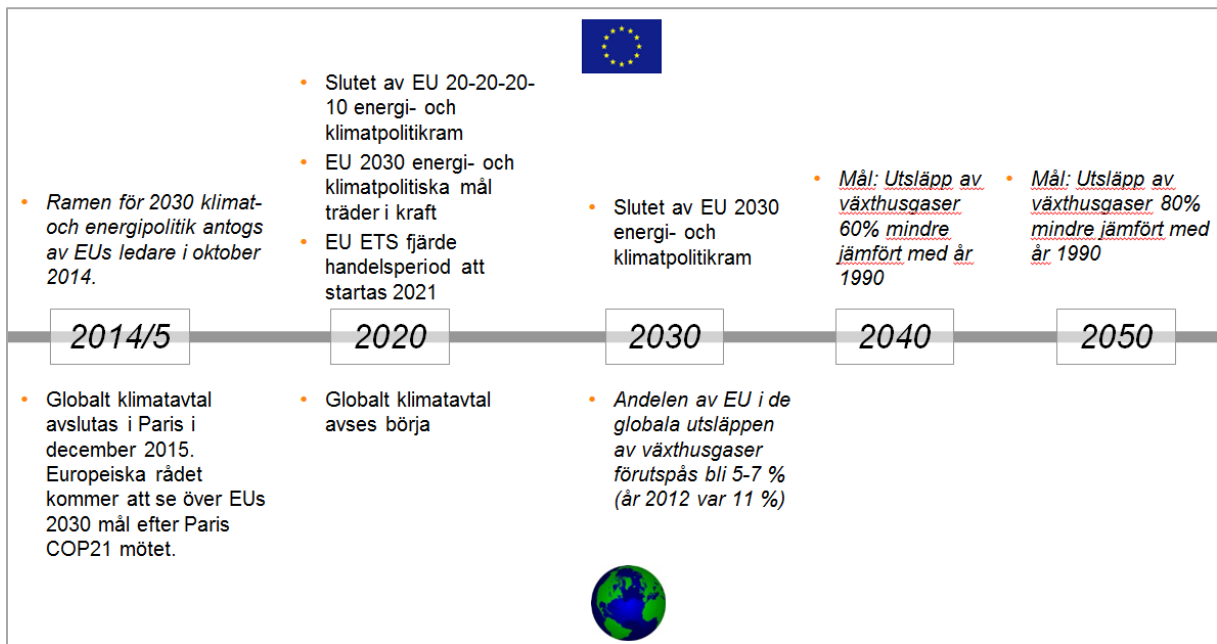 Ramen för 2030 klimat-
och energipolitik antogs
av EUs ledare i oktober
2014.
Slutet av EU 20-20-20-
10 energi- och
klimatpolitikram
EU 2030 energi- och
klimatpolitiska mål
träder i kraft
EU ETS fjärde
handelsperiod att
startas 2021
Slutet av EU 2030
energi- och
klimatpolitikram
Mål: Utsläpp av
växthusgaser
60% mindre
jämfört med år
1990
Mål: Utsläpp av
växthusgaser 80%
mindre jämfört med
år 1990
2014/5
2020
2030
2040
2050
Globalt klimatavtal
avslutas i Paris i
december 2015.
Europeiska rådet
kommer att se över EUs
2030 mål efter Paris
COP21 mötet.
Globalt klimatavtal
avses börja
Andelen av EU i de
globala utsläppen
av växthusgaser
förutspås bli 5-7 %
(år 2012 var 11 %)